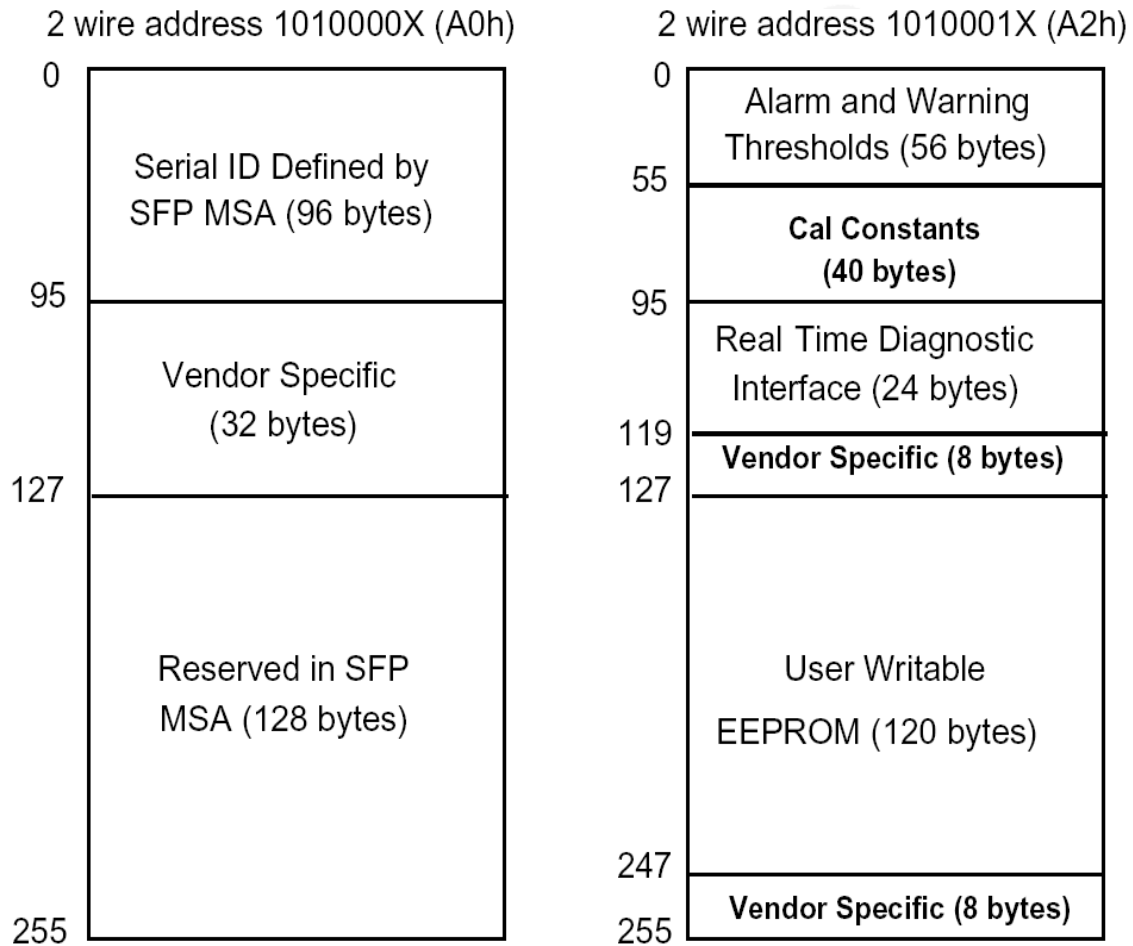 2 wire address 1010000X (A0h)
0
Serial ID Defined by
SFP MSA (96 bytes)
95
Vendor Specific
(32 bytes)
127
Reserved in SFP
MSA (128 bytes)
255
2 wire address 1010001X (A2h)
0
Alarm and Warning
Thresholds (56 bytes)
55
Cal Constants
(40 bytes)
95
Real Time Diagnostic
Interface (24 bytes)
119
Vendor Specific (8 bytes)
127
User Writable
EEPROM (120 bytes)
247
Vendor Specific (8 bytes)
255